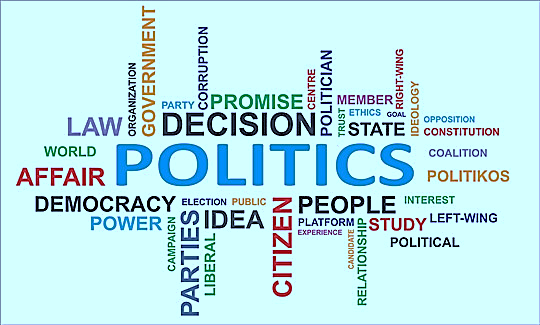 GOVERNMENT
CORRUPTION
ORGANIZATION
PARTY
PROMISE
CENTRE
POLITICIAN
MEMBER
RIGHT-WING
IDEOLOGY
ETHICS
GOAL
TRUST
LAW
DECISION
STATE
OPPOSITION
CONSTITUTION
WORLD
POLITICS
COALITION
AFFAIR
POLITIKOS
DEMOCRACY
ELECTION
PUBLIC
CITIZEN
PEOPLE
INTEREST
POWER
CAMPAIGN
PARTIES
LIBERAL
IDEA
PLATFORM
EXPERIENCE
CANDIDATE
RELATIONSHIP
STUDY
LEFT-WING
POLITICAL